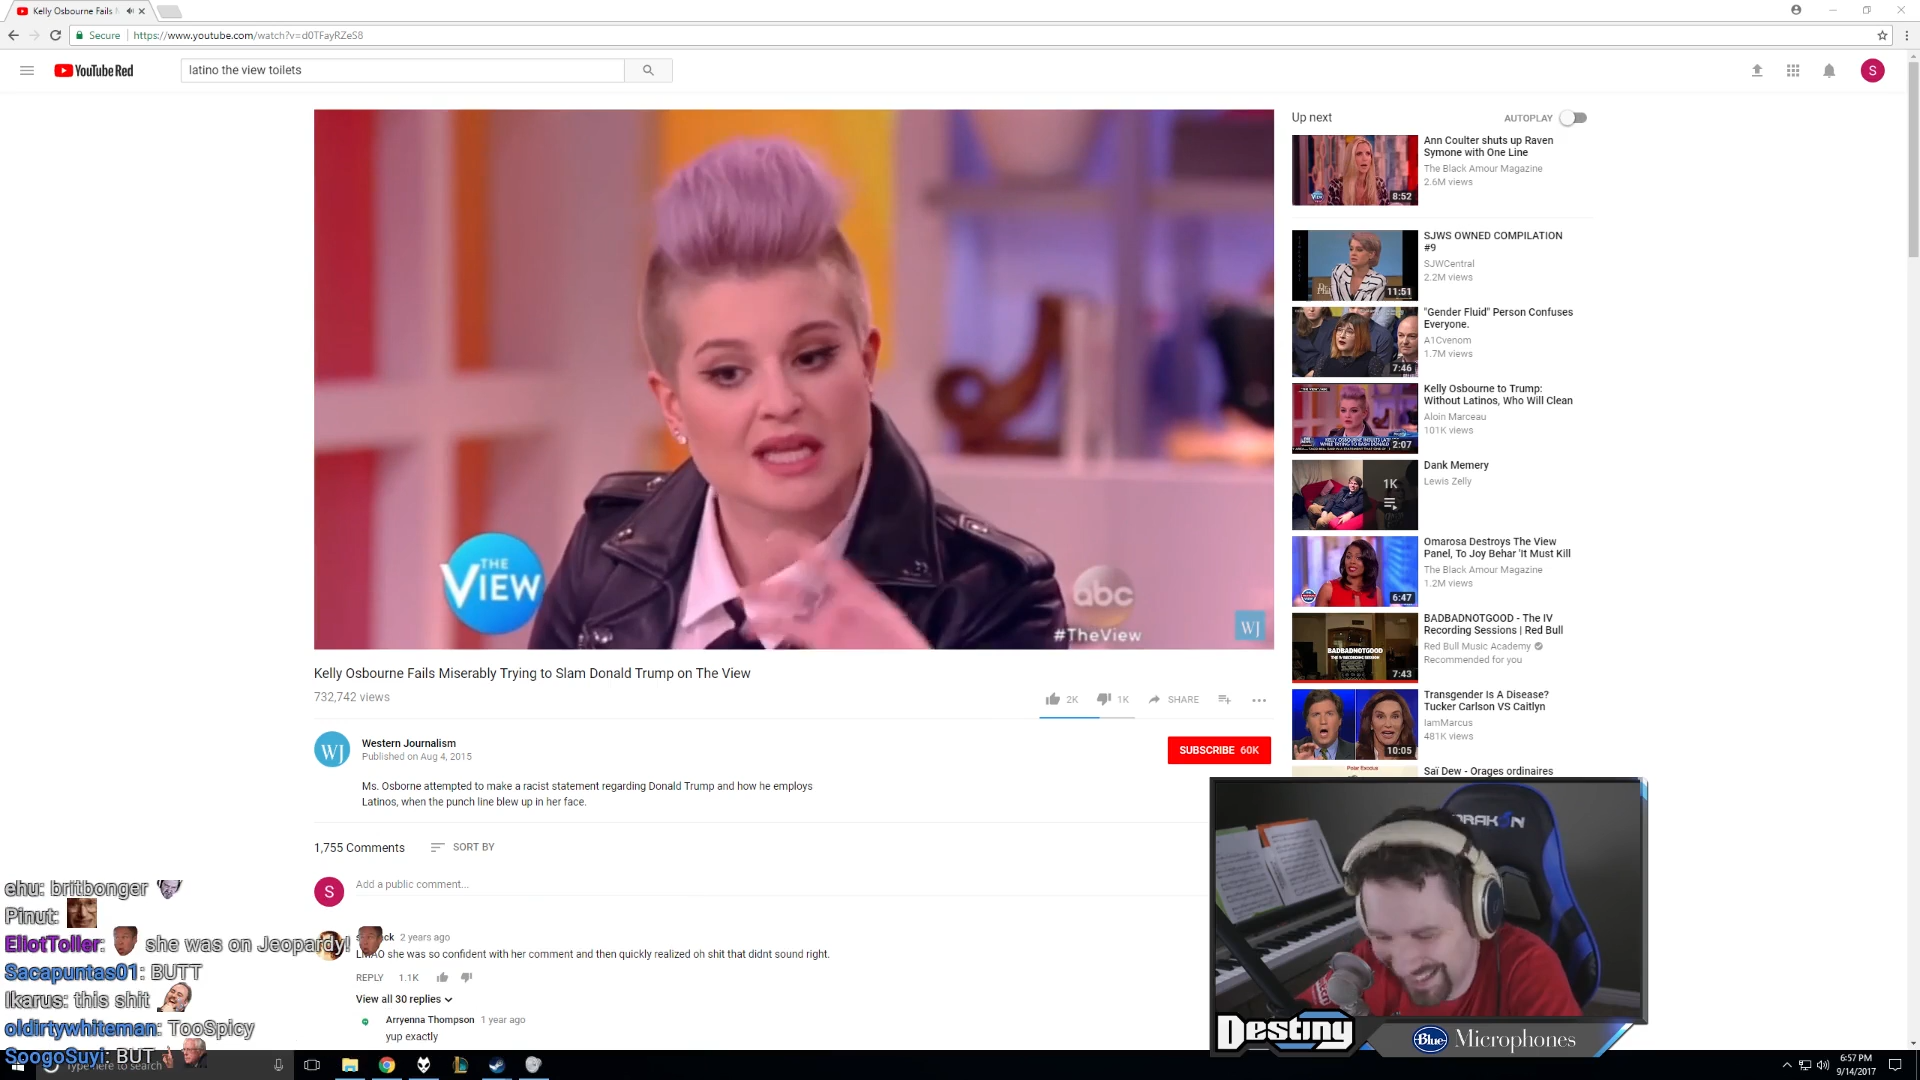 Kelly Osbourne Fails
Secure
https://www.youtube.com/watch?v=d0TFayRZeS8
YouTube Red
latino the view toilets
S
THE VIEW
abc
#TheView
WJ
Kelly Osbourne Fails Miserably Trying to Slam Donald Trump on The View
732,742 views
2K
1K
SHARE
WJ
Western Journalism
Published on Aug 4, 2015
SUBSCRIBE 60K
Ms. Osborne attempted to make a racist statement regarding Donald Trump and how he employs
Latinos, when the punch line blew up in her face.
1,755 Comments
SORT BY
S
Add a public comment...
2 years ago
LMAO she was so confident with her comment and then quickly realized oh shit that didnt sound right.
REPLY 1.1K
View all 30 replies
Arryenna Thompson 1 year ago
yup exactly
Up next
AUTOPLAY
Ann Coulter shuts up Raven
Symone with One Line
The Black Amour Magazine
2.6M views
8:52
SJWS OWNED COMPILATION
#9
SJWCentral
2.2M views
11:51
"Gender Fluid" Person Confuses
Everyone.
A1Cvenom
1.7M views
7:46
Kelly Osbourne to Trump:
Without Latinos, Who Will Clean
Aloin Marceau
101K views
2:07
Dank Memery
Lewis Zelly
1K
Omarosa Destroys The View
Panel, To Joy Behar 'It Must Kill
The Black Amour Magazine
1.2M views
6:47
BADBADNOTGOOD - The IV
Recording Sessions | Red Bull
Red Bull Music Academy
Recommended for you
BADBADNOTGOOD
7:43
Transgender Is A Disease?
Tucker Carlson VS Caitlyn
IamMarcus
481K views
10:05
Saï Dew - Orages ordinaires
Polar Exodus
ehu: britbonger
Pinut:
EliotToller: she was on Jeopardy!
Sacapuntas01: BUTT
Ikarus: this shit
oldirtywhiteman: TooSpicy
SoogoSuyi: BUT
Type here to search
Destiny
Blue Microphones
6:57 PM
9/14/2017